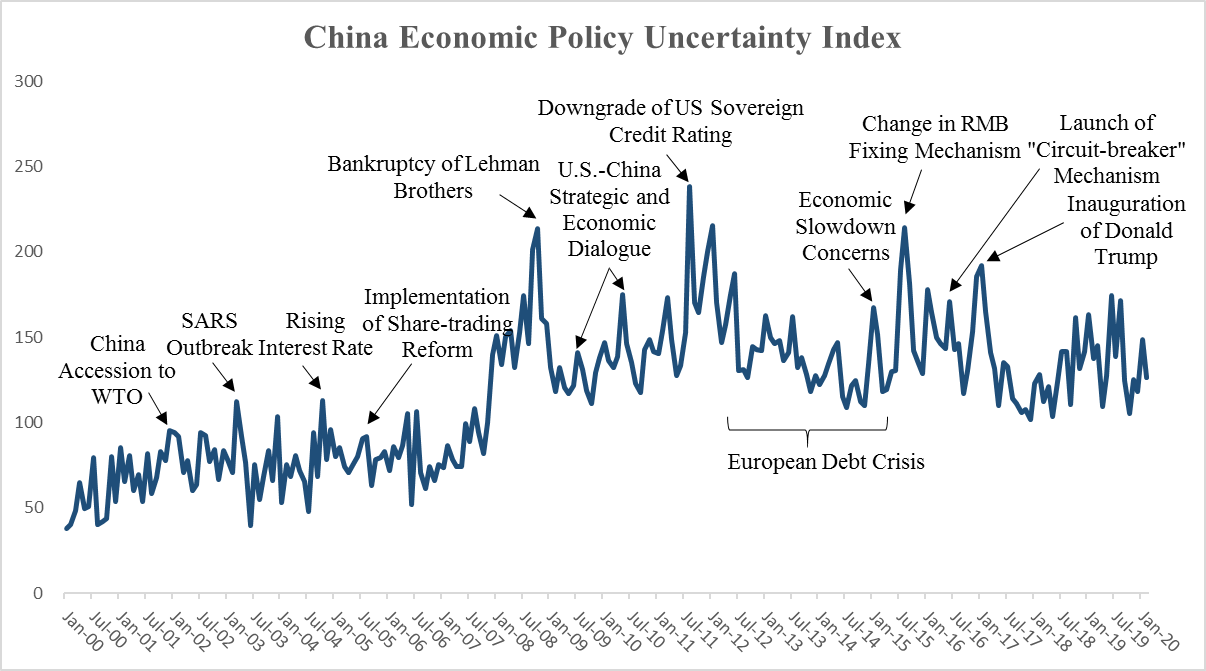 China Economic Policy Uncertainty Index
300
250
200
150
100
50
0
China
Accession to
WTO
SARS
Outbreak
Rising
Interest Rate
Implementation
of Share-trading
Reform
Bankruptcy of Lehman
Brothers
U.S.-China
Strategic and
Economic
Dialogue
Downgrade of US Sovereign
Credit Rating
Economic
Slowdown
Concerns
Change in RMB
Fixing Mechanism
Launch of
"Circuit-breaker"
Mechanism
Inauguration
of Donald
Trump
European Debt Crisis
Jan-00
Jul-00
Jan-01
Jul-01
Jan-02
Jul-02
Jan-03
Jul-03
Jan-04
Jul-04
Jan-05
Jul-05
Jan-06
Jul-06
Jan-07
Jul-07
Jan-08
Jul-08
Jan-09
Jul-09
Jan-10
Jul-10
Jan-11
Jul-11
Jan-12
Jul-12
Jan-13
Jul-13
Jan-14
Jul-14
Jan-15
Jul-15
Jan-16
Jul-16
Jan-17
Jul-17
Jan-18
Jul-18
Jan-19
Jul-19
Jan-20